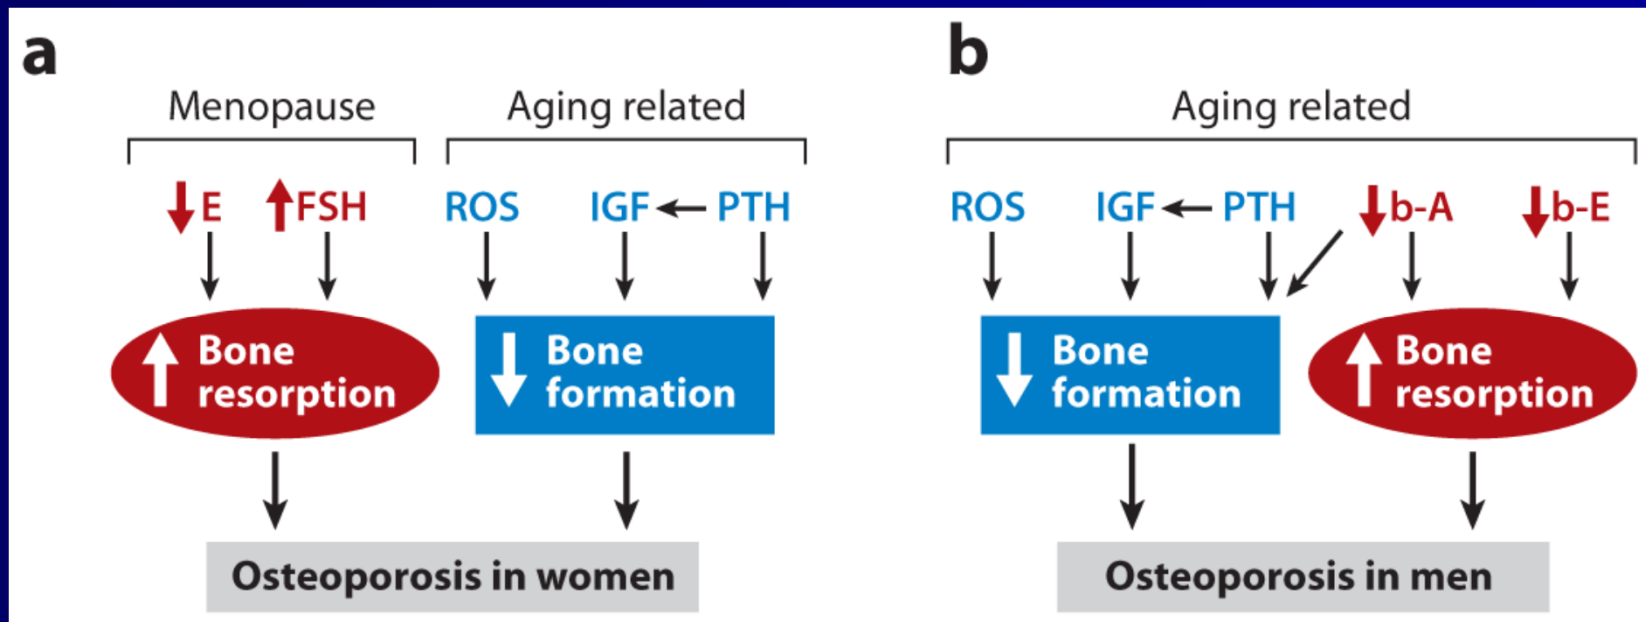 a
Menopause
Aging related
E
FSH
ROS
IGF
PTH
Bone
resorption
Bone
formation
Osteoporosis in women
b
Aging related
ROS
IGF
PTH
b-A
b-E
Bone
formation
Bone
resorption
Osteoporosis in men